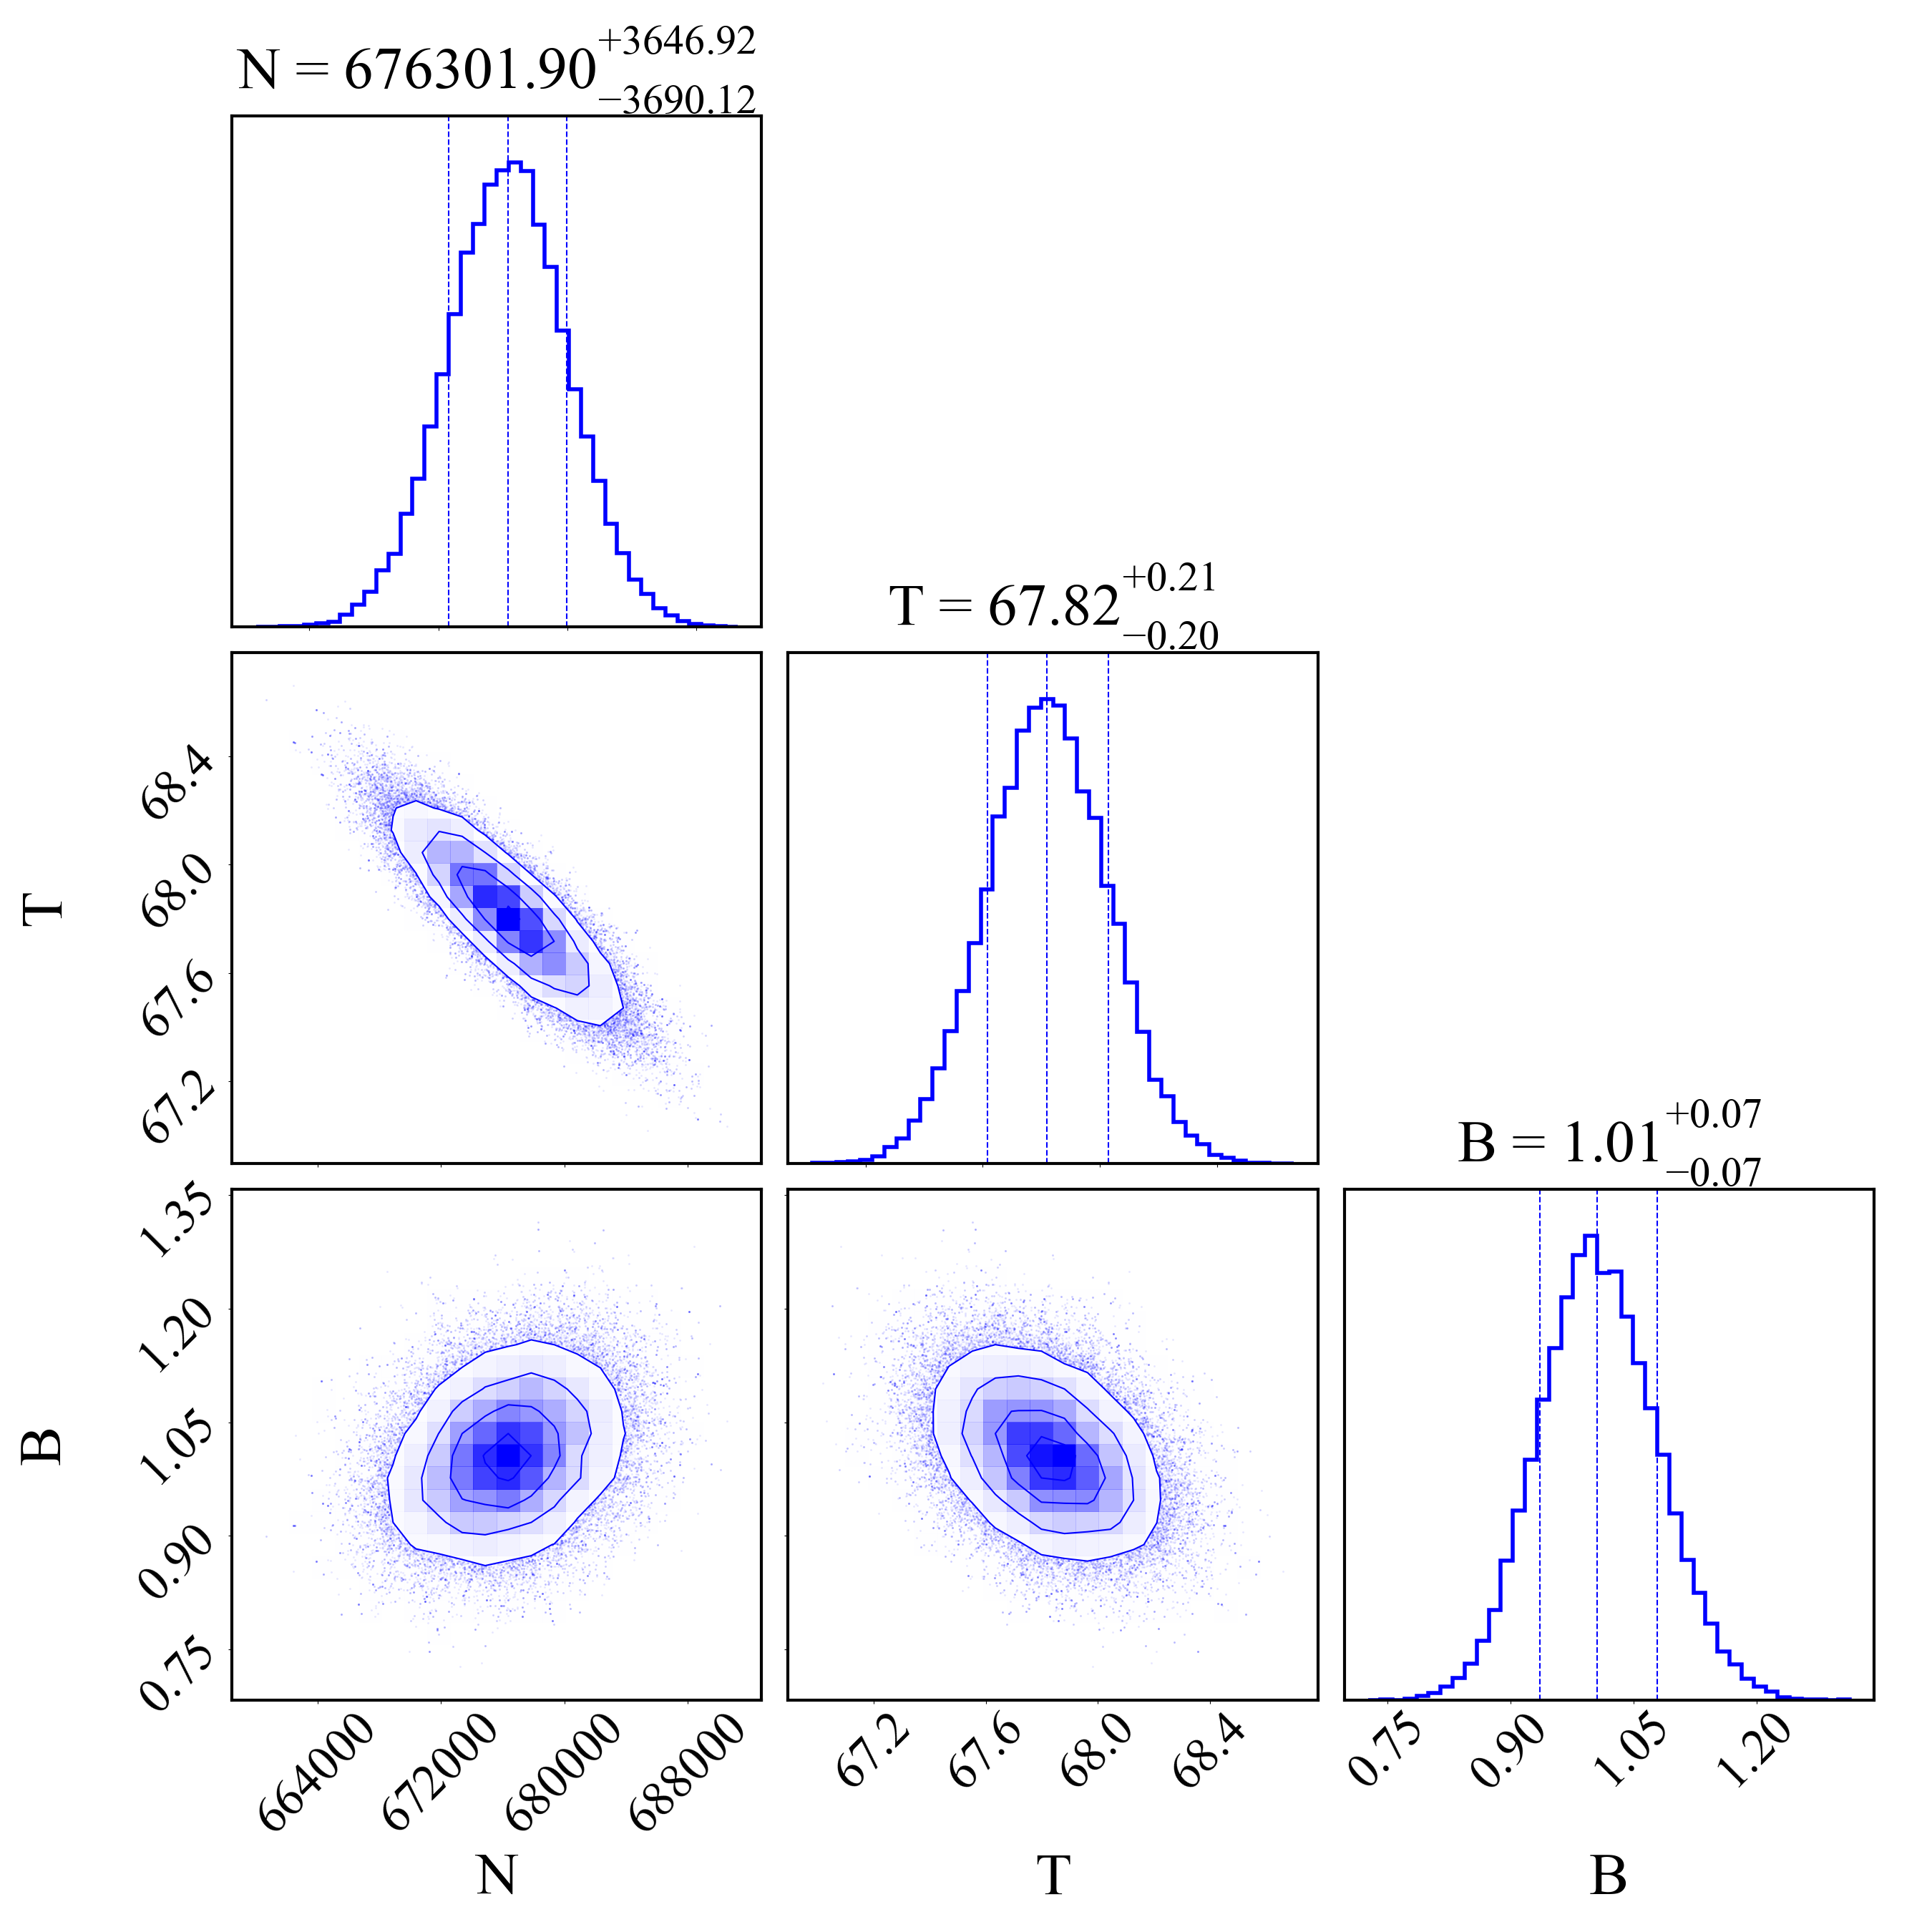 N = 676301.90 +3646.92 −3690.12
T = 67.82 +0.21 −0.20
T
68.4
68.0
67.6
67.2
B = 1.01 +0.07 −0.07
B
1.35
1.20
1.05
0.90
0.75
664000 672000 680000 688000
67.2 67.6 68.0 68.4
0.75 0.90 1.05 1.20
N T B